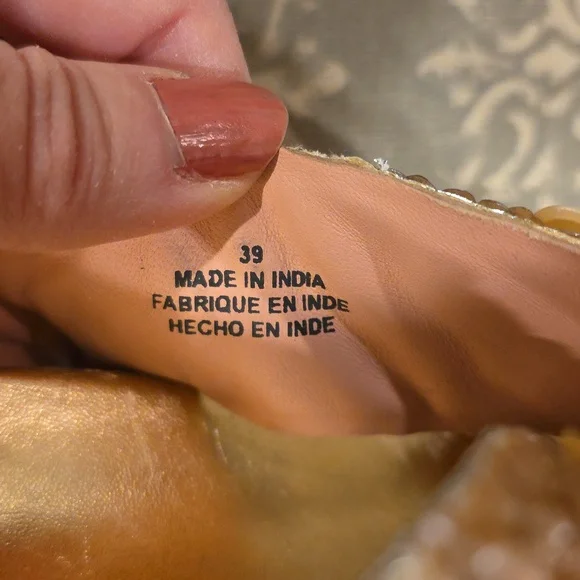 39
MADE IN INDIA
FABRIQUE EN INDE
HECHO EN INDE